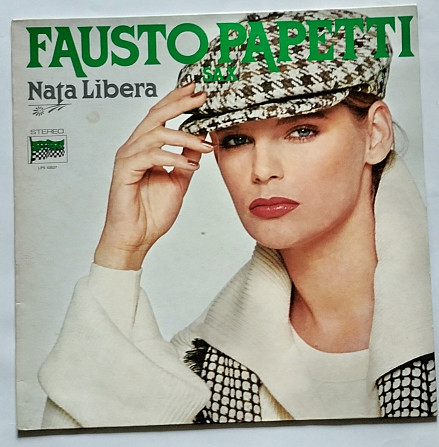 FAUSTO PAPETTI
SAX
Nata Libera
STEREO